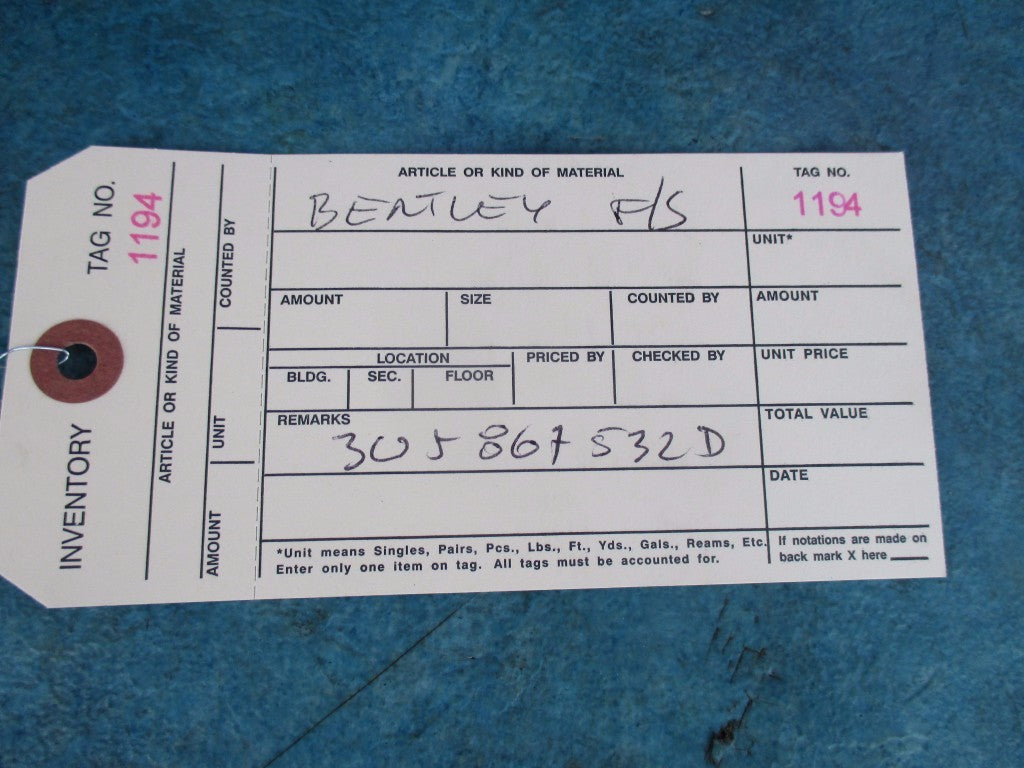 TAG NO.
1194
INVENTORY
ARTICLE OR KIND OF MATERIAL
COUNTED BY
UNIT
AMOUNT
ARTICLE OR KIND OF MATERIAL
BENTLEY F/S
TAG NO.
1194
UNIT*
AMOUNT
SIZE
COUNTED BY
AMOUNT
LOCATION
PRICED BY
CHECKED BY
UNIT PRICE
BLDG.
SEC.
FLOOR
REMARKS
305 867 532D
TOTAL VALUE
DATE
*Unit means Singles, Pairs, Pcs., Lbs., Ft., Yds., Gals., Reams, Etc.
Enter only one item on tag. All tags must be accounted for.
If notations are made on
back mark X here